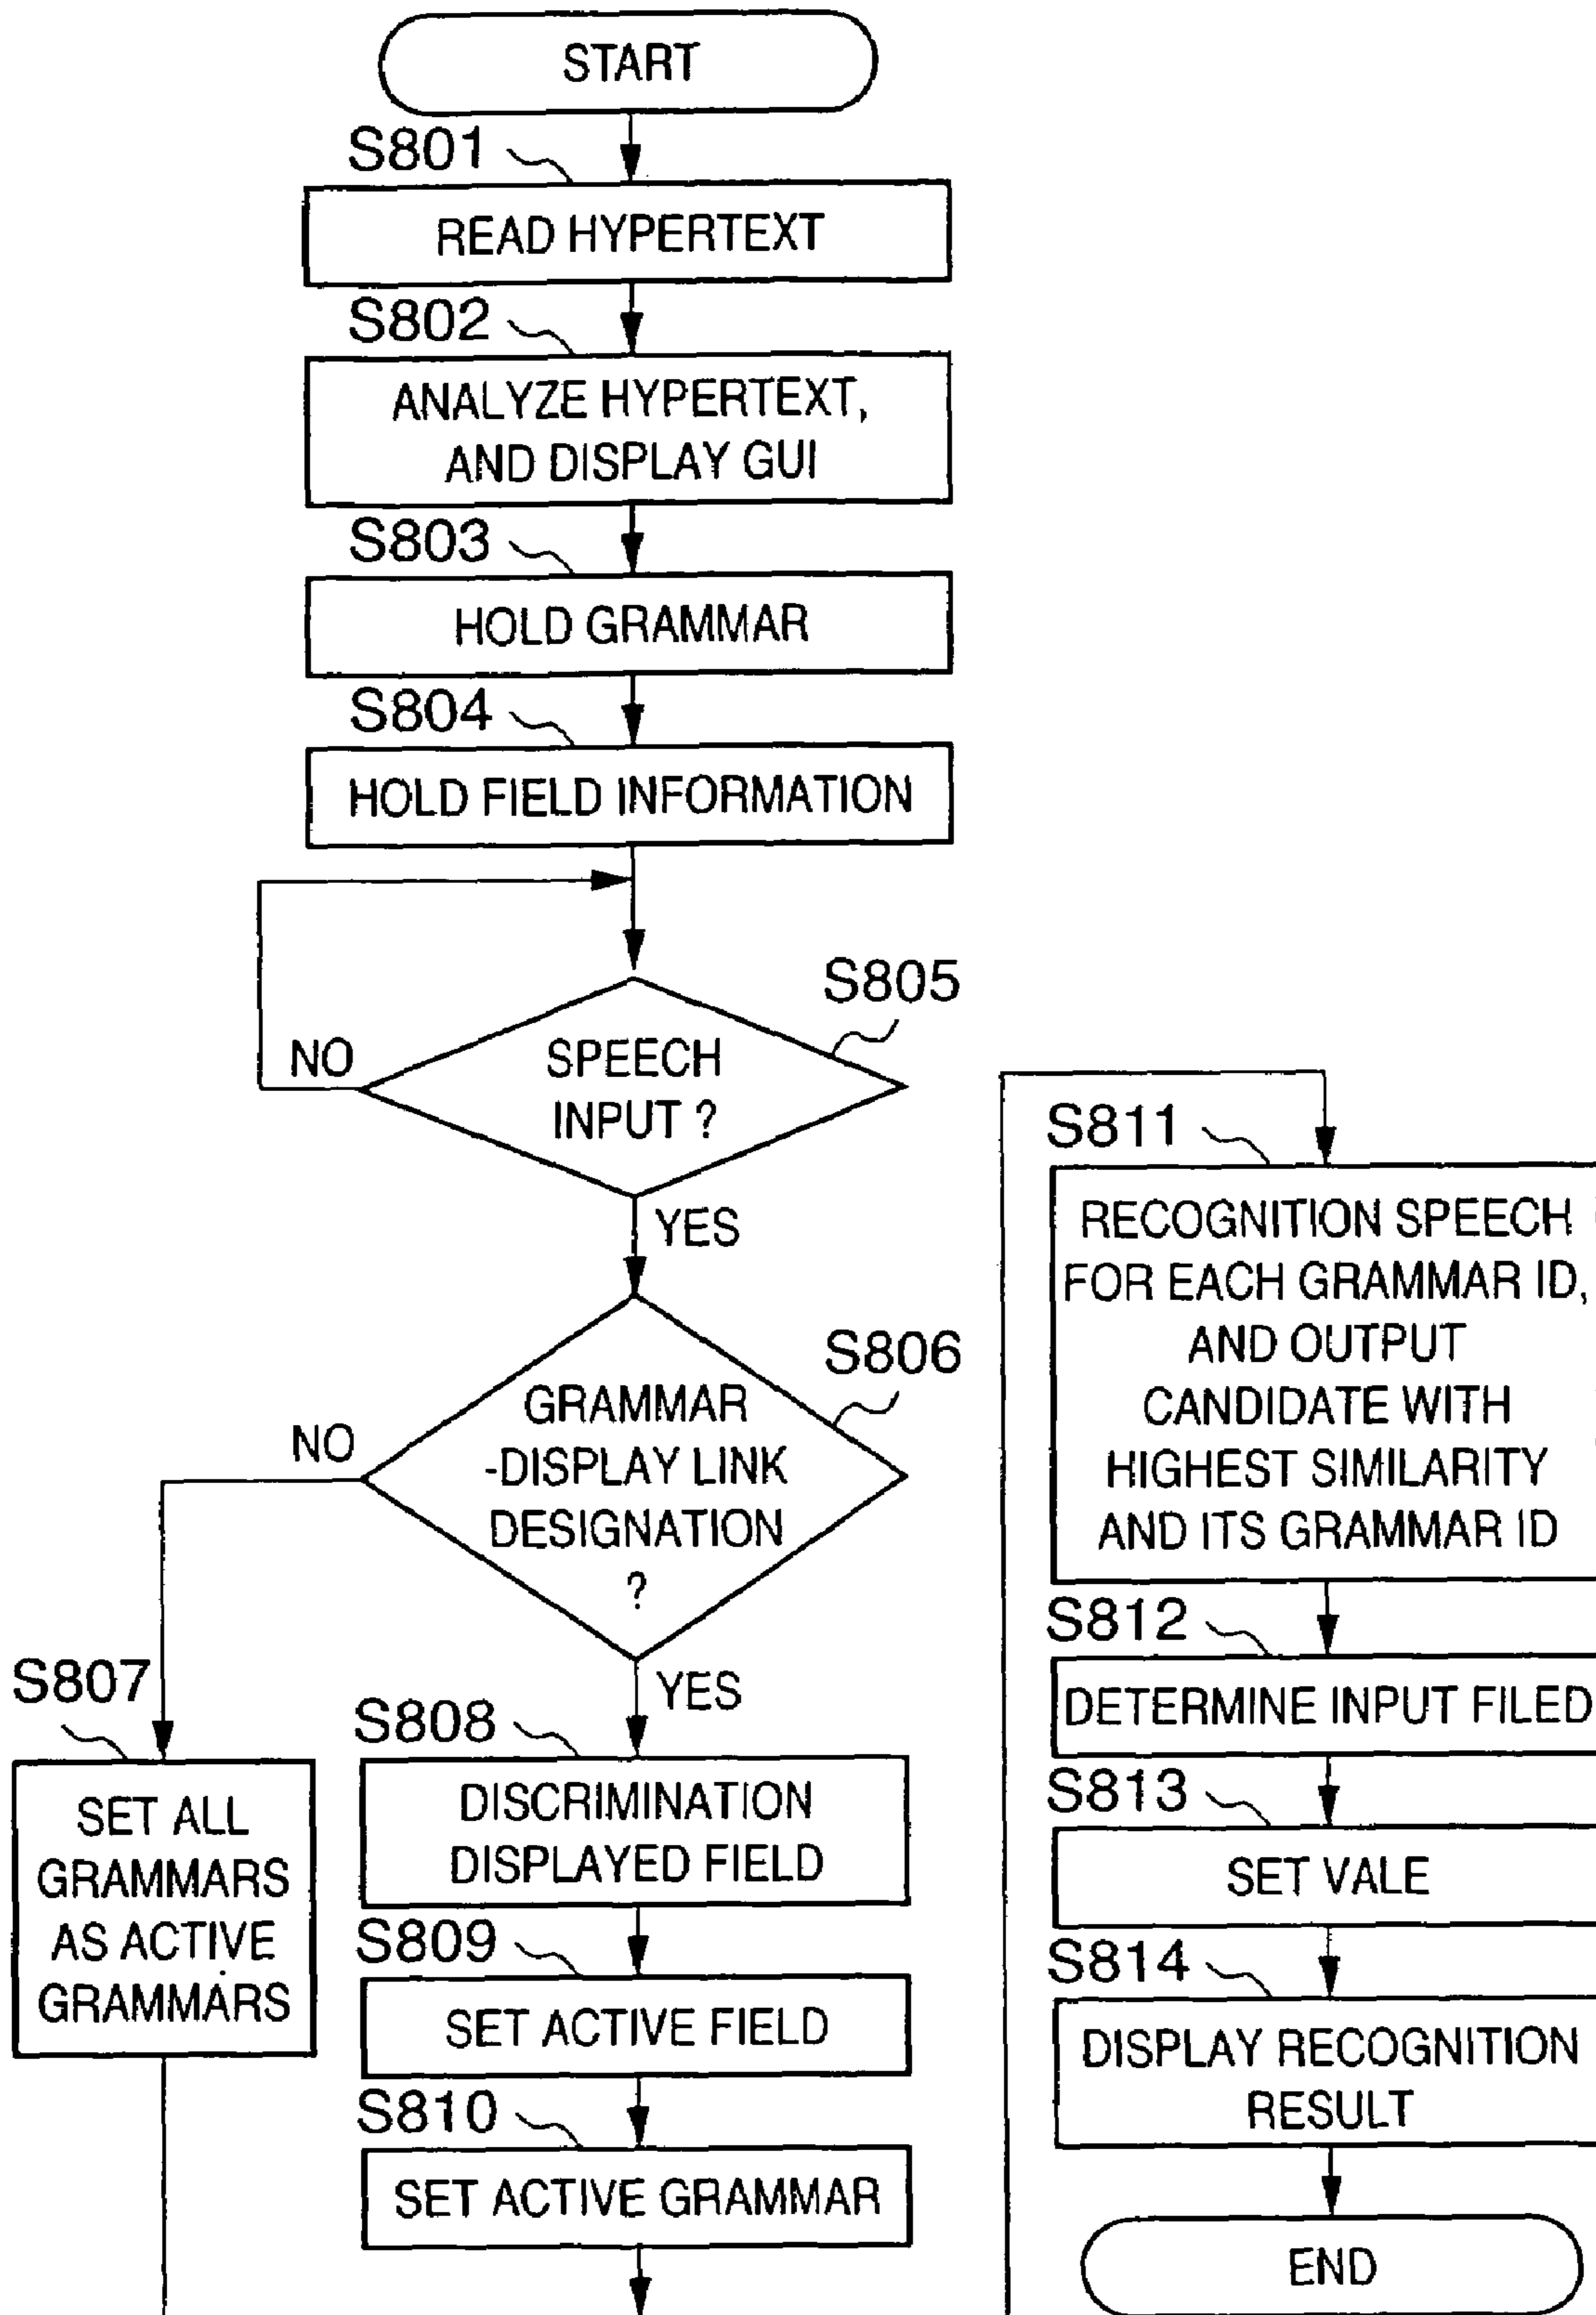 START
S801
READ HYPERTEXT
S802
ANALYZE HYPERTEXT,
AND DISPLAY GUI
S803
HOLD GRAMMAR
S804
HOLD FIELD INFORMATION
S805
SPEECH
INPUT ?
NO
YES
S806
GRAMMAR
-DISPLAY LINK
DESIGNATION
?
NO
YES
S807
SET ALL
GRAMMARS
AS ACTIVE
GRAMMARS
S808
DISCRIMINATION
DISPLAYED FIELD
S809
SET ACTIVE FIELD
S810
SET ACTIVE GRAMMAR
S811
RECOGNITION SPEECH
FOR EACH GRAMMAR ID,
AND OUTPUT
CANDIDATE WITH
HIGHEST SIMILARITY
AND ITS GRAMMAR ID
S812
DETERMINE INPUT FILED
S813
SET VALE
S814
DISPLAY RECOGNITION
RESULT
END